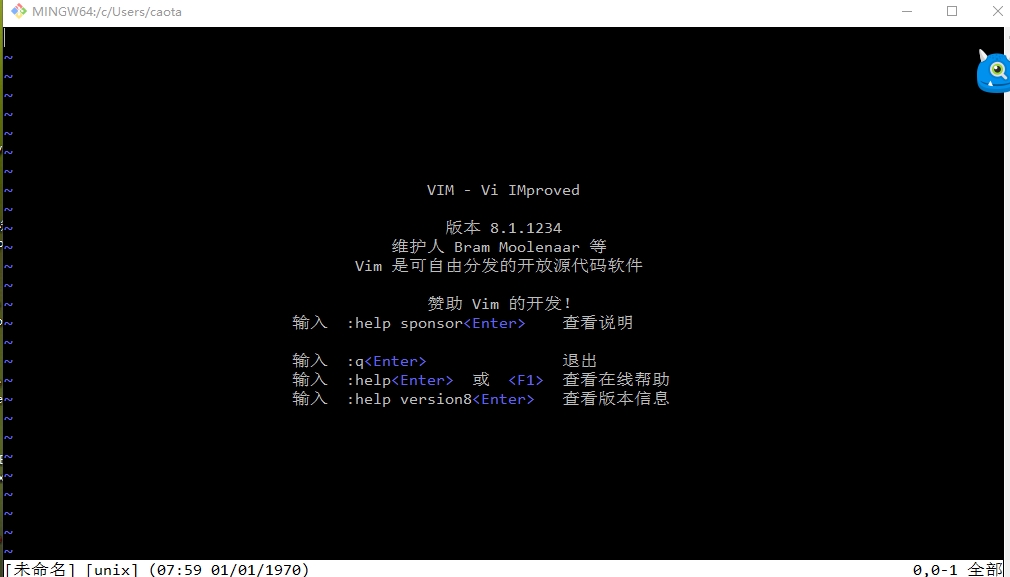 MINGW64:/c/Users/caota
~
~
~
~
~
~
~
~ VIM - Vi IMproved
~
~ 版本 8.1.1234
~ 维护人 Bram Moolenaar 等
~ Vim 是可自由分发的开放源代码软件
~
~ 赞助 Vim 的开发!
~ 输入 :help sponsor<Enter> 查看说明
~
~ 输入 :q<Enter> 退出
~ 输入 :help<Enter> 或 <F1> 查看在线帮助
~ 输入 :help version8<Enter> 查看版本信息
~
~
~
~
~
~
~
~
[未命名] [unix] (07:59 01/01/1970) 0,0-1 全部